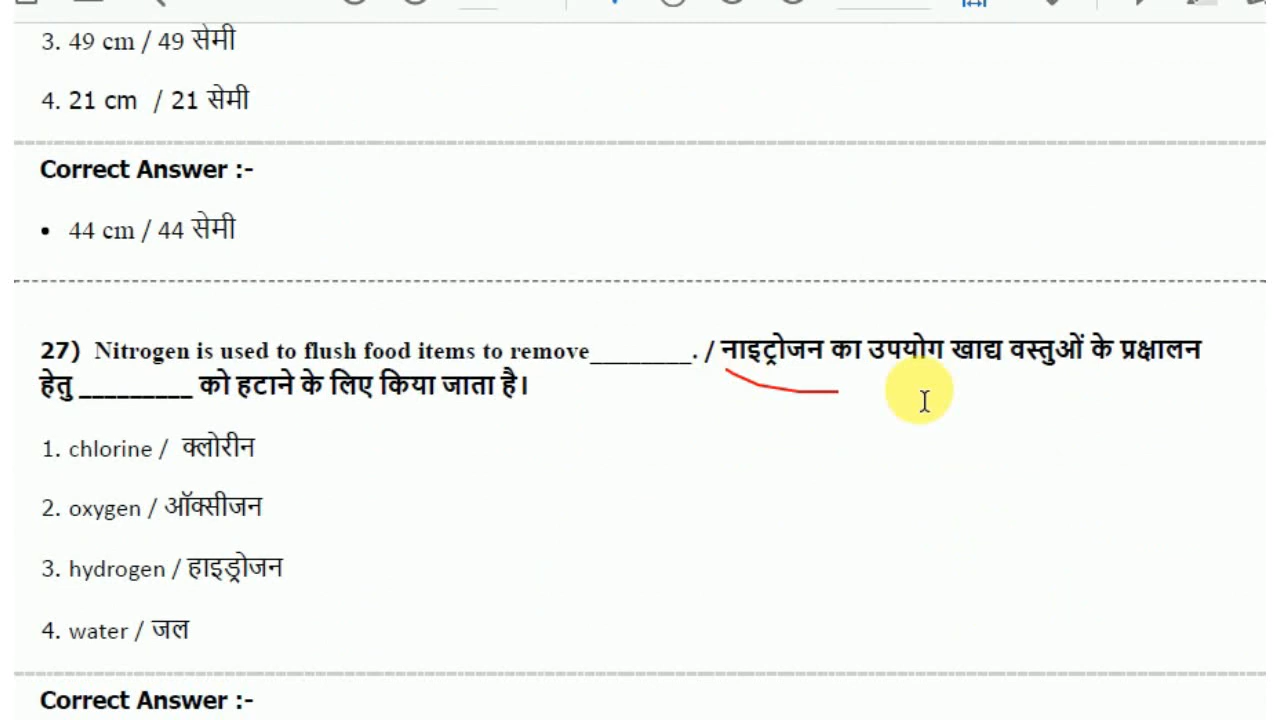 3. 49 cm / 49 सेमी
4. 21 cm / 21 सेमी
Correct Answer :-
• 44 cm / 44 सेमी
27) Nitrogen is used to flush food items to remove________. / नाइट्रोजन का उपयोग खाद्य वस्तुओं के प्रक्षालन
हेतु _________ को हटाने के लिए किया जाता है।
1. chlorine / क्लोरीन
2. oxygen / ऑक्सीजन
3. hydrogen / हाइड्रोजन
4. water / जल
Correct Answer :-